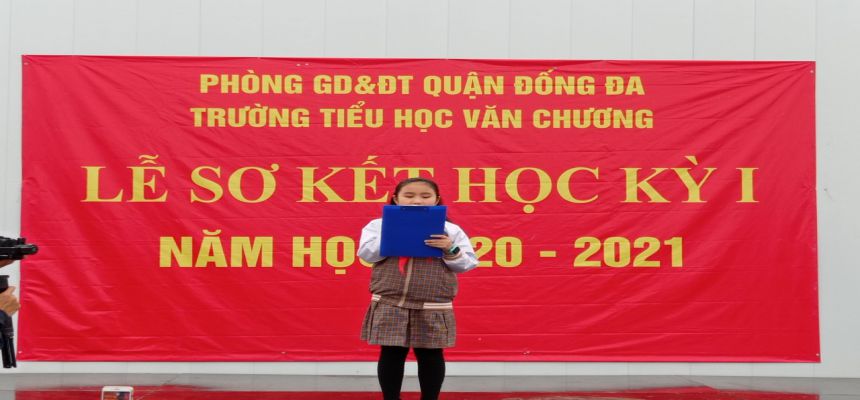 PHÒNG GD&ĐT QUẬN ĐỐNG ĐA
TRƯỜNG TIỂU HỌC VĂN CHƯƠNG
LỄ SƠ KẾT HỌC KỲ I
NĂM HỌC 20 - 2021